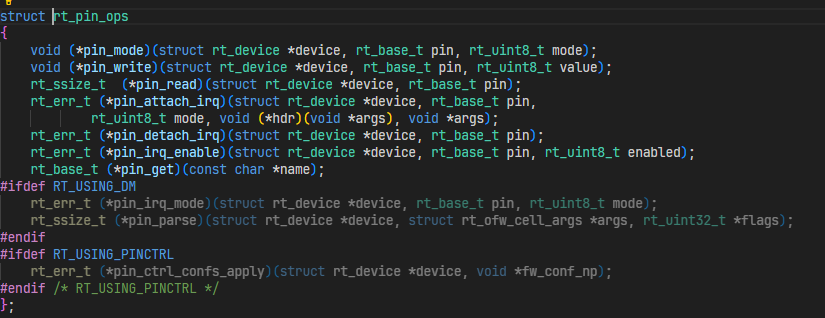 struct rt_pin_ops
{
    void (*pin_mode)(struct rt_device *device, rt_base_t pin, rt_uint8_t mode);
    void (*pin_write)(struct rt_device *device, rt_base_t pin, rt_uint8_t value);
    rt_ssize_t  (*pin_read)(struct rt_device *device, rt_base_t pin);
    rt_err_t (*pin_attach_irq)(struct rt_device *device, rt_base_t pin,
            rt_uint8_t mode, void (*hdr)(void *args), void *args);
    rt_err_t (*pin_detach_irq)(struct rt_device *device, rt_base_t pin);
    rt_err_t (*pin_irq_enable)(struct rt_device *device, rt_base_t pin, rt_uint8_t enabled);
    rt_base_t (*pin_get)(const char *name);
#ifdef RT_USING_DM
    rt_err_t (*pin_irq_mode)(struct rt_device *device, rt_base_t pin, rt_uint8_t mode);
    rt_ssize_t (*pin_parse)(struct rt_device *device, struct rt_ofw_cell_args *args, rt_uint32_t *flags);
#endif
#ifdef RT_USING_PINCTRL
    rt_err_t (*pin_ctrl_confs_apply)(struct rt_device *device, void *fw_conf_np);
#endif /* RT_USING_PINCTRL */
};